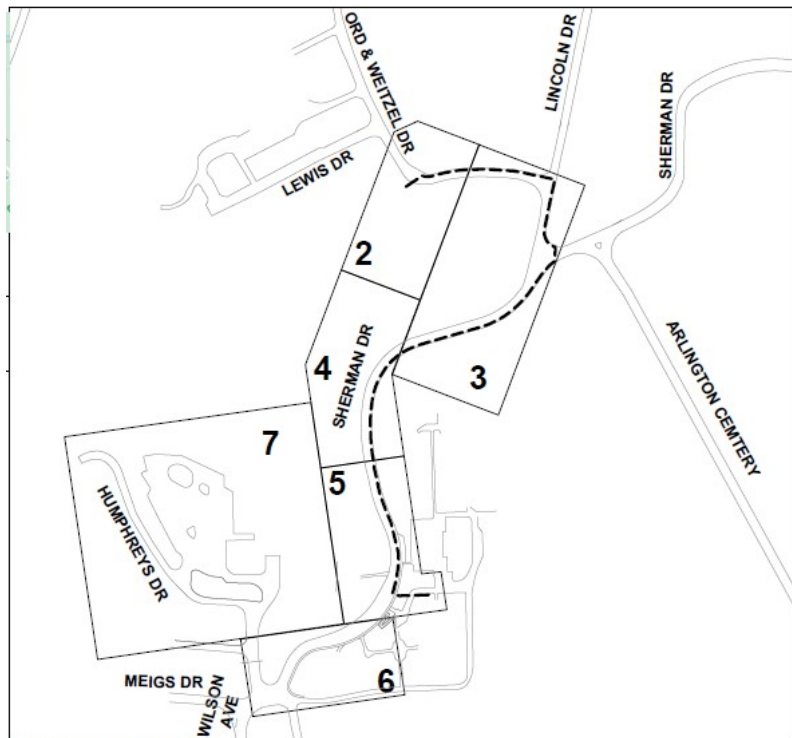 ORD & WEITZEL DR
LINCOLN DR
SHERMAN DR
LEWIS DR
2
SHERMAN DR
4
3
ARLINGTON CEMTERY
7
5
HUMPHREYS DR
MEIGS DR
WILSON
AVE
6